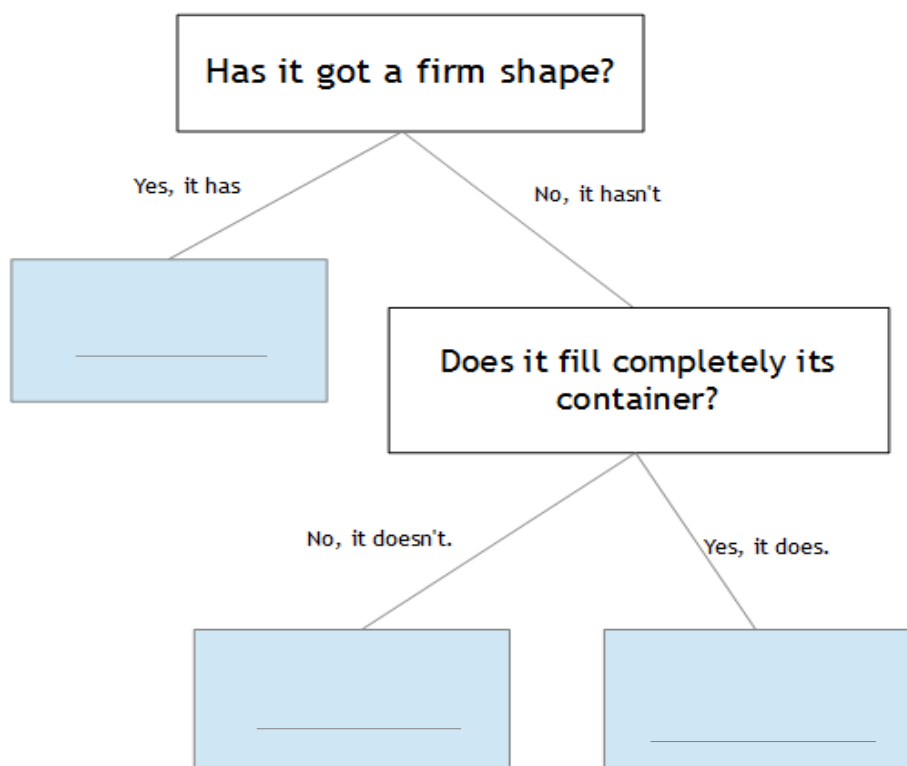 Has it got a firm shape?
Yes, it has
No, it hasn't
Does it fill completely its
container?
No, it doesn't.
Yes, it does.